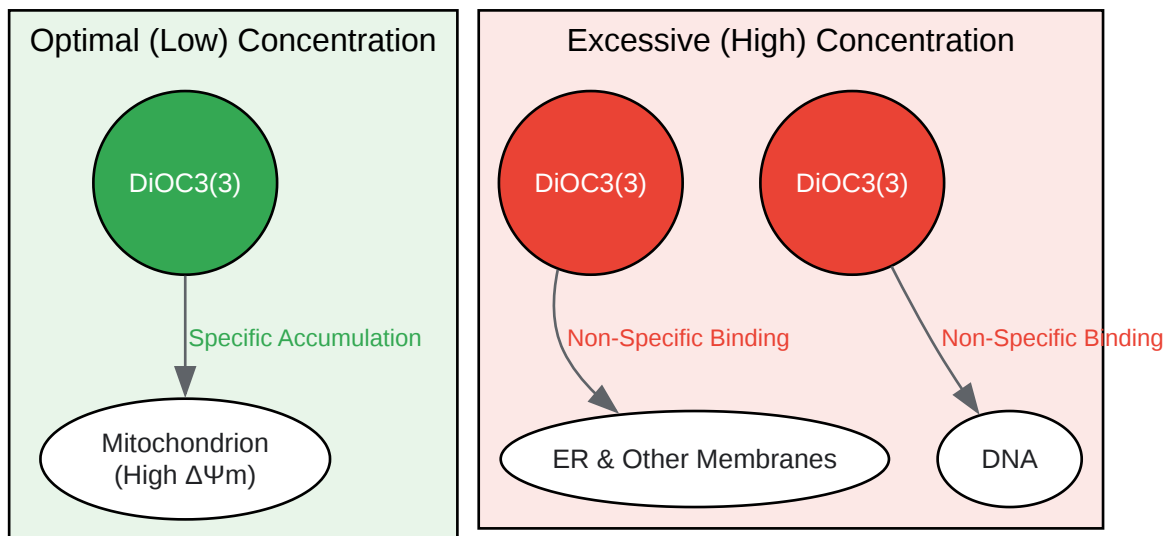 Optimal (Low) Concentration
DiOC3(3)
Specific Accumulation
Mitochondrion
(High ΔΨm)
Excessive (High) Concentration
DiOC3(3)
DiOC3(3)
Non-Specific Binding
Non-Specific Binding
ER & Other Membranes
DNA